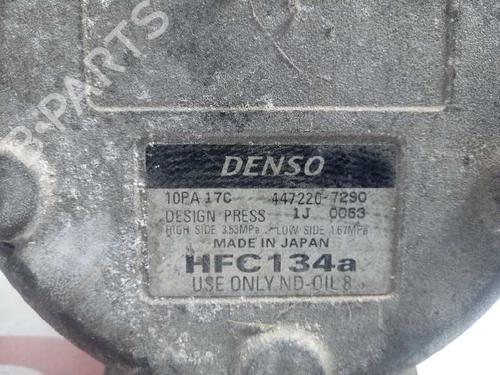 B-PARTS
DENSO
10PA17C 447220-7290
DESIGN PRESS 1J 0063
HIGH SIDE 3.53MPa LOW SIDE 1.67MPa
MADE IN JAPAN
HFC134a
USE ONLY ND-OIL 8